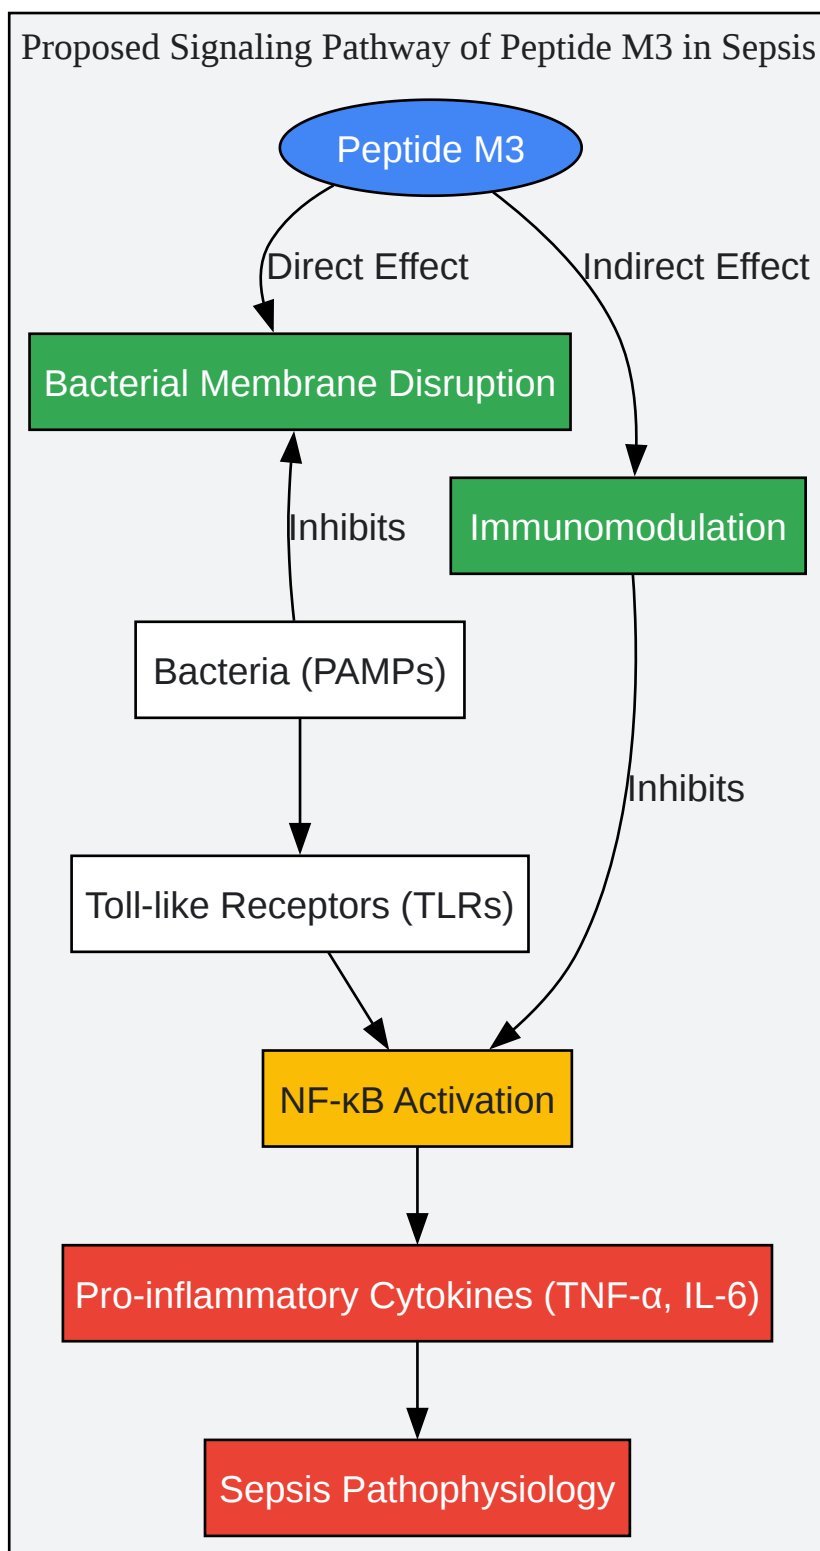 Proposed Signaling Pathway of Peptide M3 in Sepsis
Peptide M3
Direct Effect
Indirect Effect
Bacterial Membrane Disruption
Inhibits
Immunomodulation
Bacteria (PAMPs)
Inhibits
Toll-like Receptors (TLRs)
NF-κB Activation
Pro-inflammatory Cytokines (TNF-α, IL-6)
Sepsis Pathophysiology